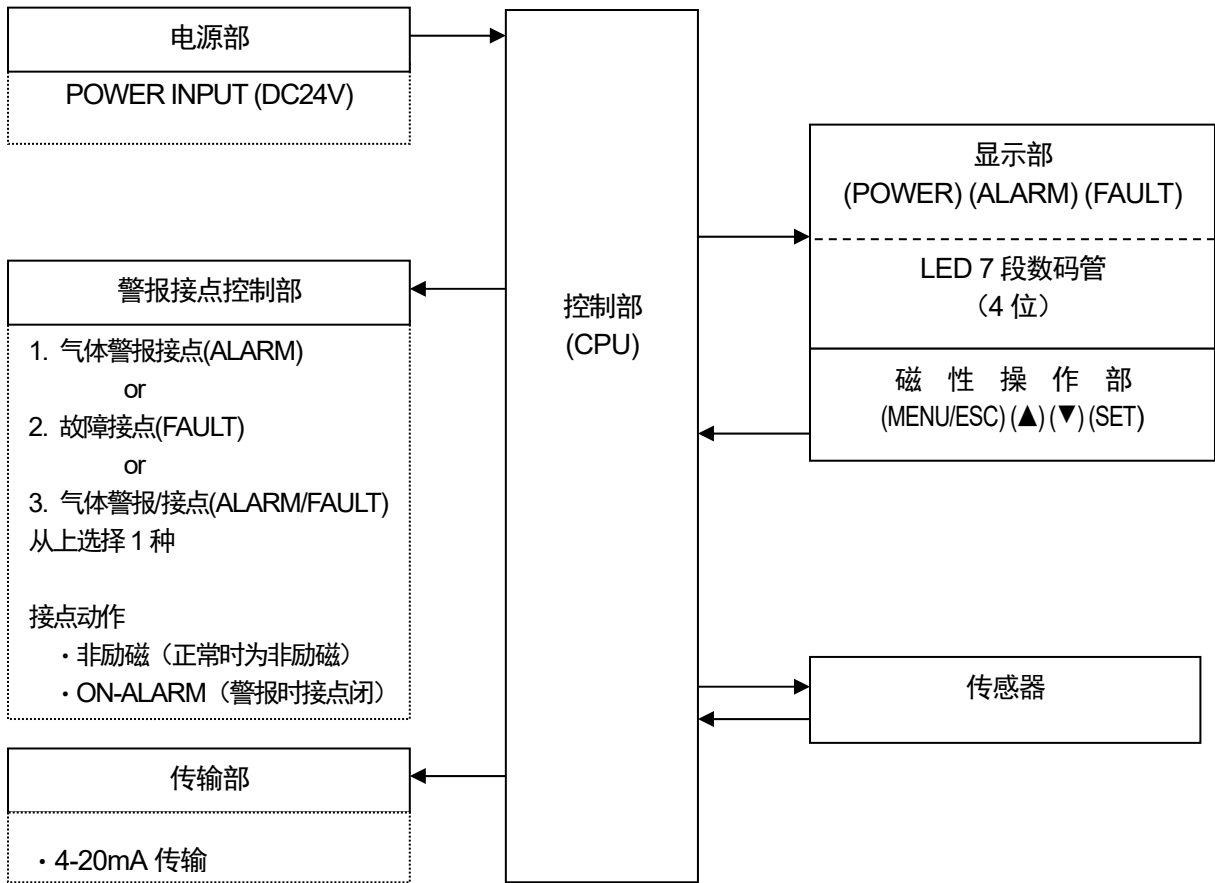 电源部
POWER INPUT (DC24V)
警报接点控制部
1. 气体警报接点(ALARM)
or
2. 故障接点(FAULT)
or
3. 气体警报/接点(ALARM/FAULT)
从上选择 1 种
接点动作
・非励磁（正常时为非励磁）
・ON-ALARM（警报时接点闭）
传输部
・4-20mA 传输
控制部
(CPU)
显示部
(POWER) (ALARM) (FAULT)
LED 7 段数码管
（4 位）
磁 性 操 作 部
(MENU/ESC) (▲) (▼) (SET)
传感器